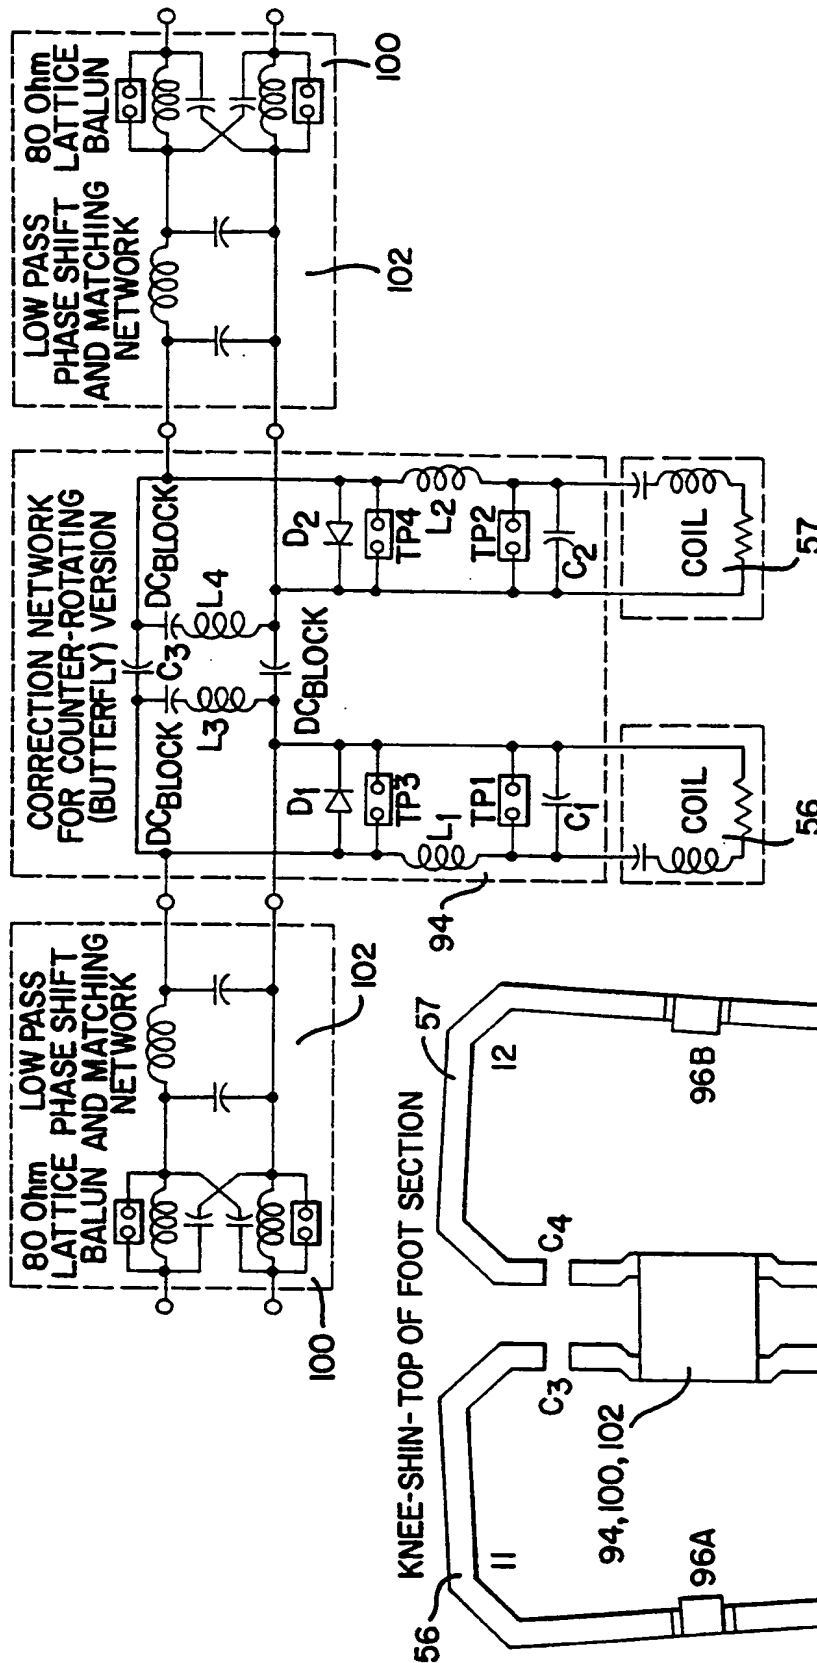 80 Ohm
LATTICE
BALUN
LOW PASS
PHASE SHIFT
AND MATCHING
NETWORK
100
102
CORRECTION NETWORK
FOR COUNTER-ROTATING
(BUTTERFLY) VERSION
DCBLOCK
C3
DCBLOCK
L3
L4
DCBLOCK
D1
D2
TP3
TP4
L1
L2
TP1
TP2
C1
C2
94
COIL
56
COIL
57
LOW PASS
PHASE SHIFT
AND MATCHING
NETWORK
80 Ohm
LATTICE
BALUN
102
100
KNEE-SHIN-TOP OF FOOT SECTION
56
57
11
12
C3
C4
96A
96B
94,100,102